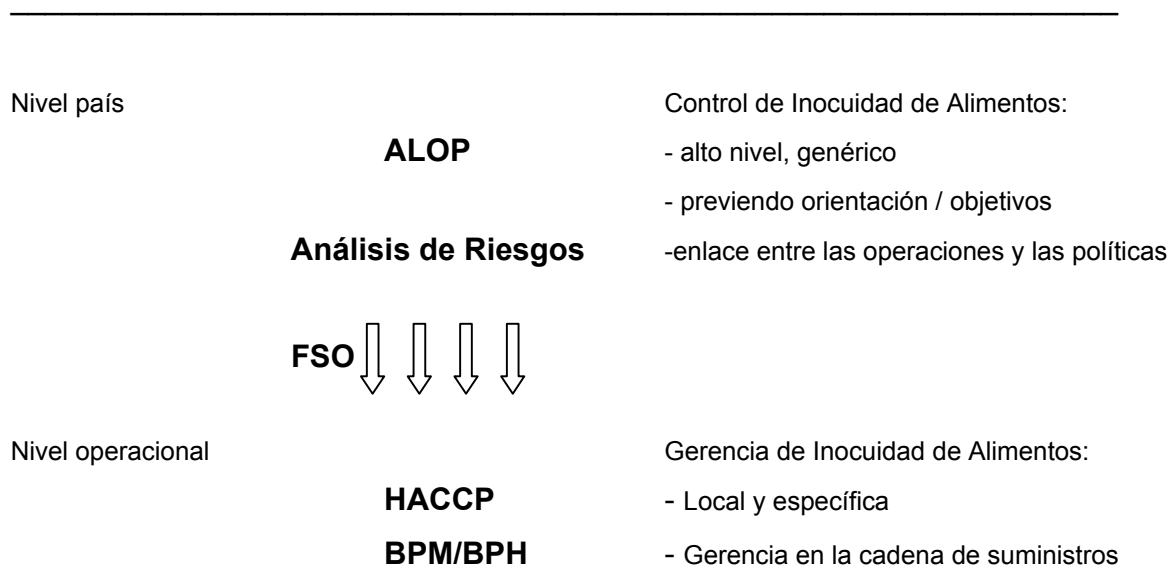 Nivel país Control de Inocuidad de Alimentos:
ALOP - alto nivel, genérico
- previendo orientación / objetivos
Análisis de Riesgos -enlace entre las operaciones y las políticas
FSO
Nivel operacional Gerencia de Inocuidad de Alimentos:
HACCP - Local y específica
BPM/BPH - Gerencia en la cadena de suministros